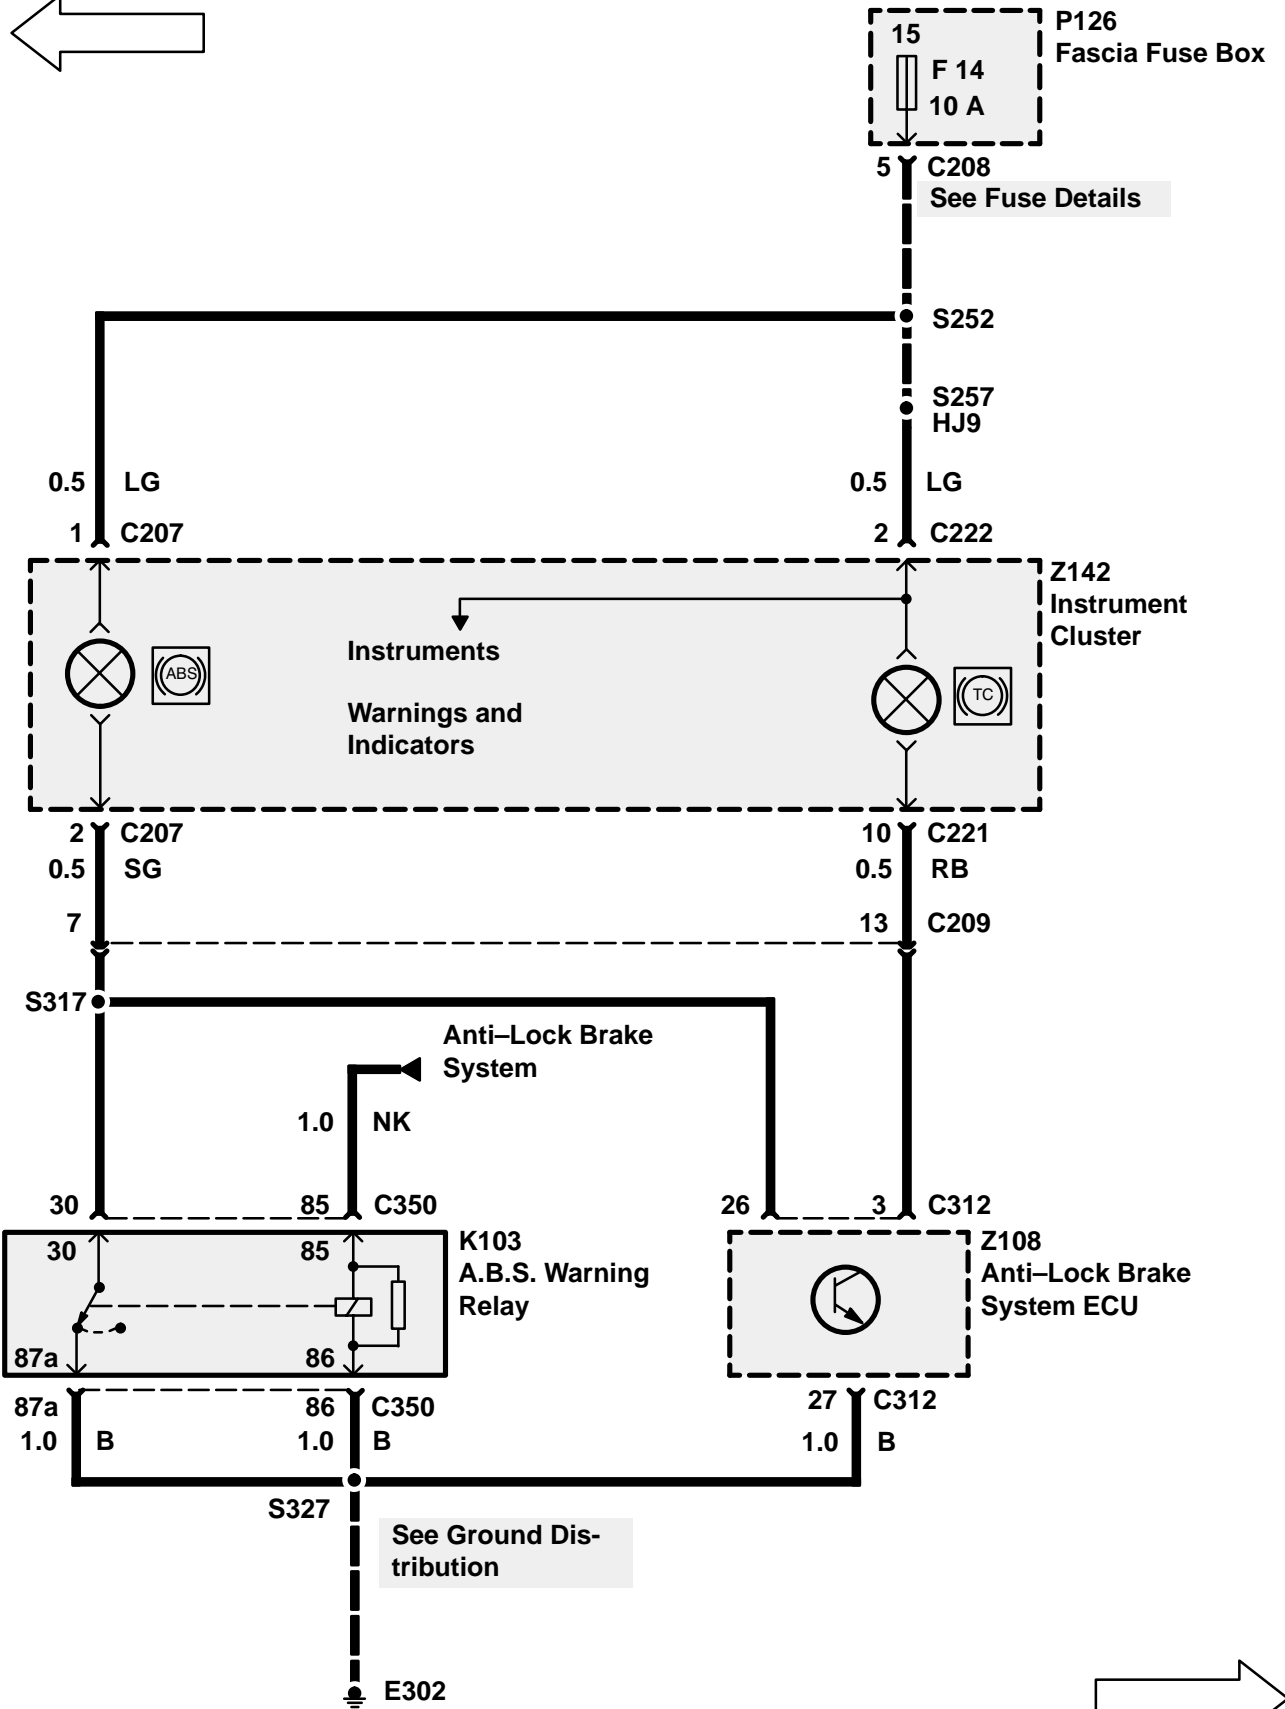 P126
Fascia Fuse Box
15
F 14
10 A
5 C208
See Fuse Details
S252
S257
HJ9
0.5 LG
0.5 LG
1 C207
2 C222
Z142
Instrument
Cluster
Instruments
ABS
TC
Warnings and
Indicators
2 C207
10 C221
0.5 SG
0.5 RB
7
13 C209
S317
Anti–Lock Brake
System
1.0 NK
30
85 C350
26
3 C312
30
85
K103
A.B.S. Warning
Relay
Z108
Anti–Lock Brake
System ECU
87a
86
87a
86 C350
27 C312
1.0 B
1.0 B
1.0 B
S327
See Ground Dis-
tribution
E302